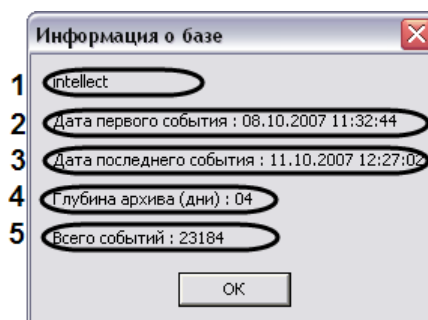 Информация о базе
1 intellect
2 Дата первого события : 08.10.2007 11:32:44
3 Дата последнего события : 11.10.2007 12:27:02
4 Глубина архива (дни) : 04
5 Всего событий : 23184
OK